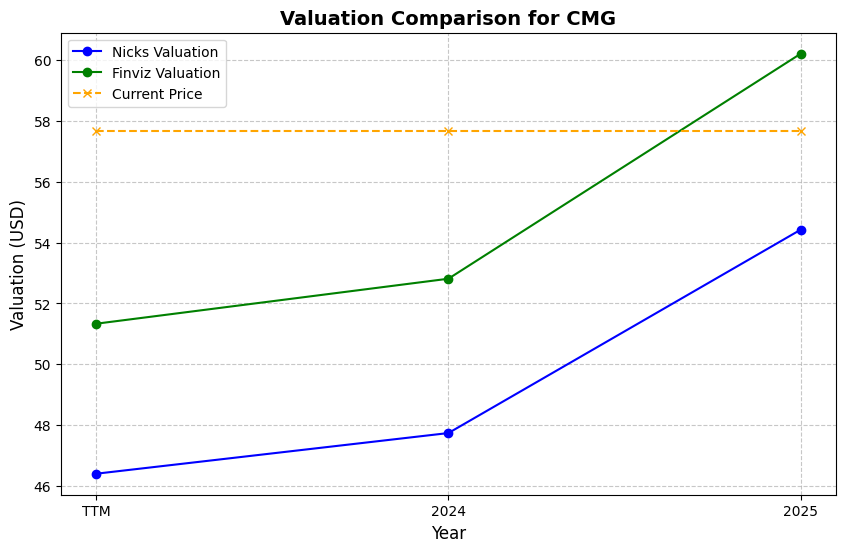 Valuation Comparison for CMG
Nicks Valuation
Finviz Valuation
Current Price
Valuation (USD)
60
58
56
54
52
50
48
46
TTM
2024
2025
Year